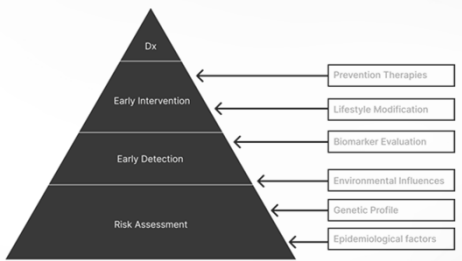 Dx
Early Intervention
Early Detection
Risk Assessment
Prevention Therapies
Lifestyle Modification
Biomarker Evaluation
Environmental Influences
Genetic Profile
Epidemiological factors